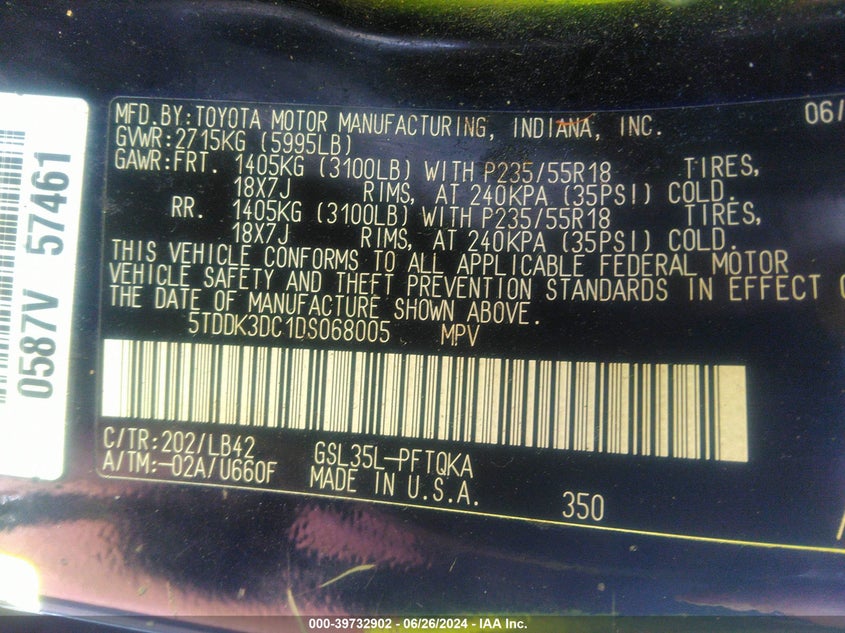 MFD.BY:TOYOTA MOTOR MANUFACTURING, INDIANA, INC. 06/
GVWR:2715KG (5995LB)
GAWR:FRT. 1405KG (3100LB) WITH P235/55R18 TIRES,
18X7J RIMS, AT 240KPA (35PSI) COLD.
RR. 1405KG (3100LB) WITH P235/55R18 TIRES,
18X7J RIMS, AT 240KPA (35PSI) COLD.
THIS VEHICLE CONFORMS TO ALL APPLICABLE FEDERAL MOTOR
VEHICLE SAFETY AND THEFT PREVENTION STANDARDS IN EFFECT
THE DATE OF MANUFACTURE SHOWN ABOVE.
5TDDK3DC1DS068005 MPV
C/TR:202/LB42 GSL35L-PFTQKA
A/TM:-02A/U660F MADE IN U.S.A.
350
0587V 57461
000-39732902 - 06/26/2024 - IAA Inc.